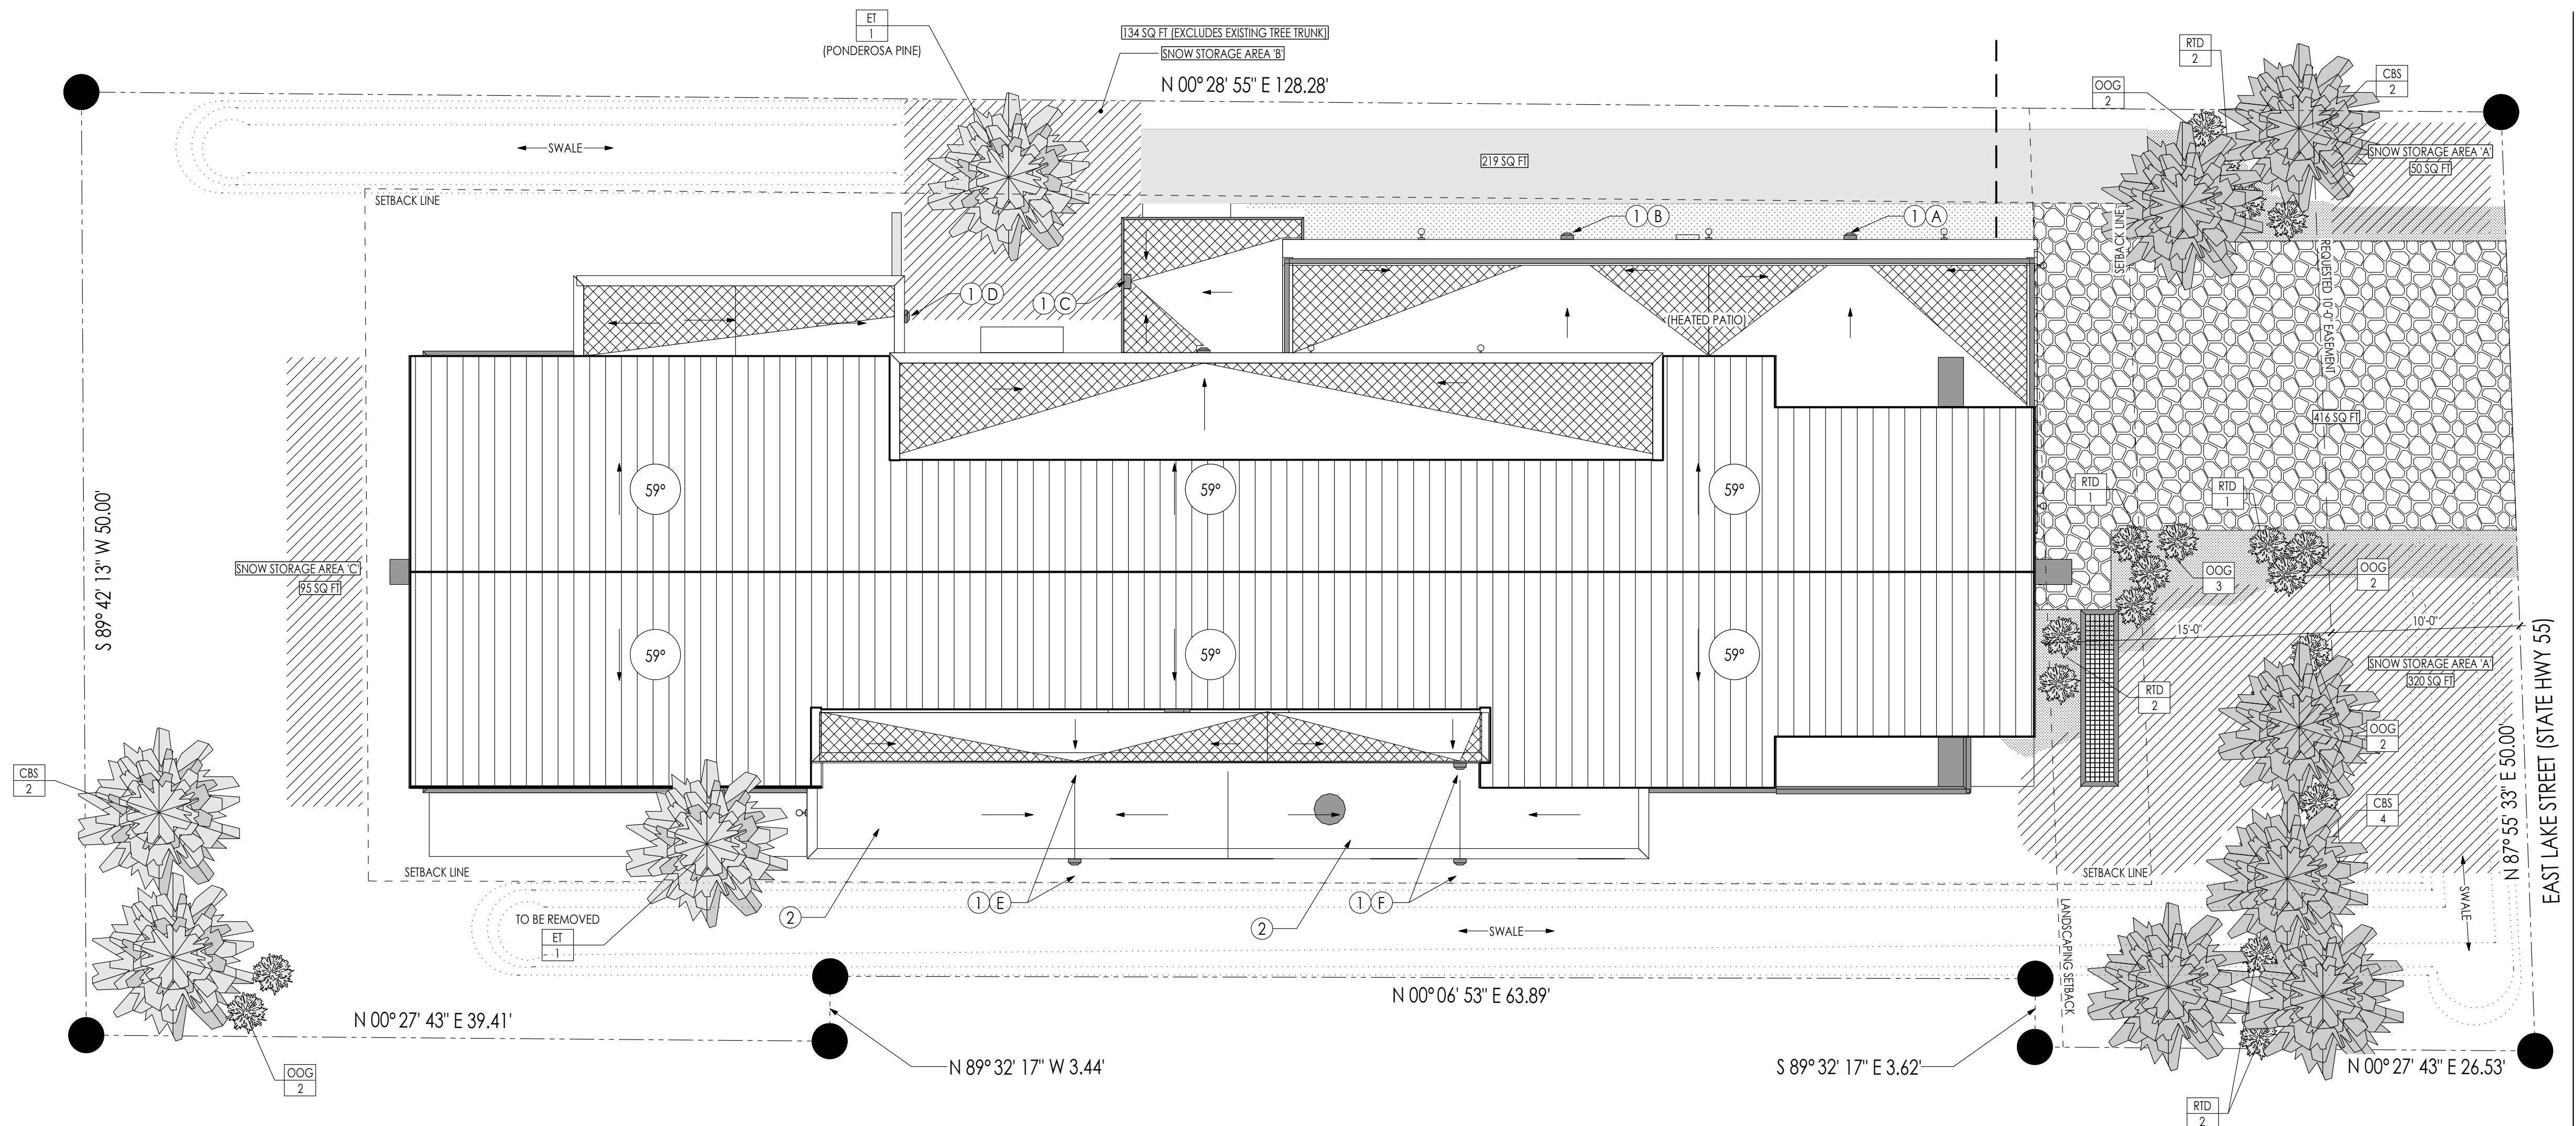 ET
1
(PONDEROSA PINE)
134 SQ FT (EXCLUDES EXISTING TREE TRUNK)
SNOW STORAGE AREA 'B'
N 00° 28' 55" E 128.28'
RTD
2
OOG
2
CBS
2
SWALE
219 SQ FT
SNOW STORAGE AREA 'A'
50 SQ FT
SETBACK LINE
1 B
1 A
SETBACK LINE
REQUESTED 10'-0" EASEMENT
1 D
1 C
(HEATED PATIO)
416 SQ FT
S 89° 42' 13" W 50.00'
59°
59°
59°
RTD
1
RTD
1
SNOW STORAGE AREA 'C'
95 SQ FT
OOG
3
OOG
2
59°
59°
59°
15'-0"
10'-0"
SNOW STORAGE AREA 'A'
320 SQ FT
RTD
2
OOG
2
EAST LAKE STREET (STATE HWY 55)
N 87° 55' 33" E 50.00'
CBS
2
CBS
4
SETBACK LINE
SETBACK LINE
2
1 E
1 F
2
TO BE REMOVED
ET
1
SWALE
SWALE
LANDSCAPING SETBACK
N 00° 06' 53" E 63.89'
N 00° 27' 43" E 39.41'
N 89° 32' 17" W 3.44'
S 89° 32' 17" E 3.62'
N 00° 27' 43" E 26.53'
OOG
2
RTD
2